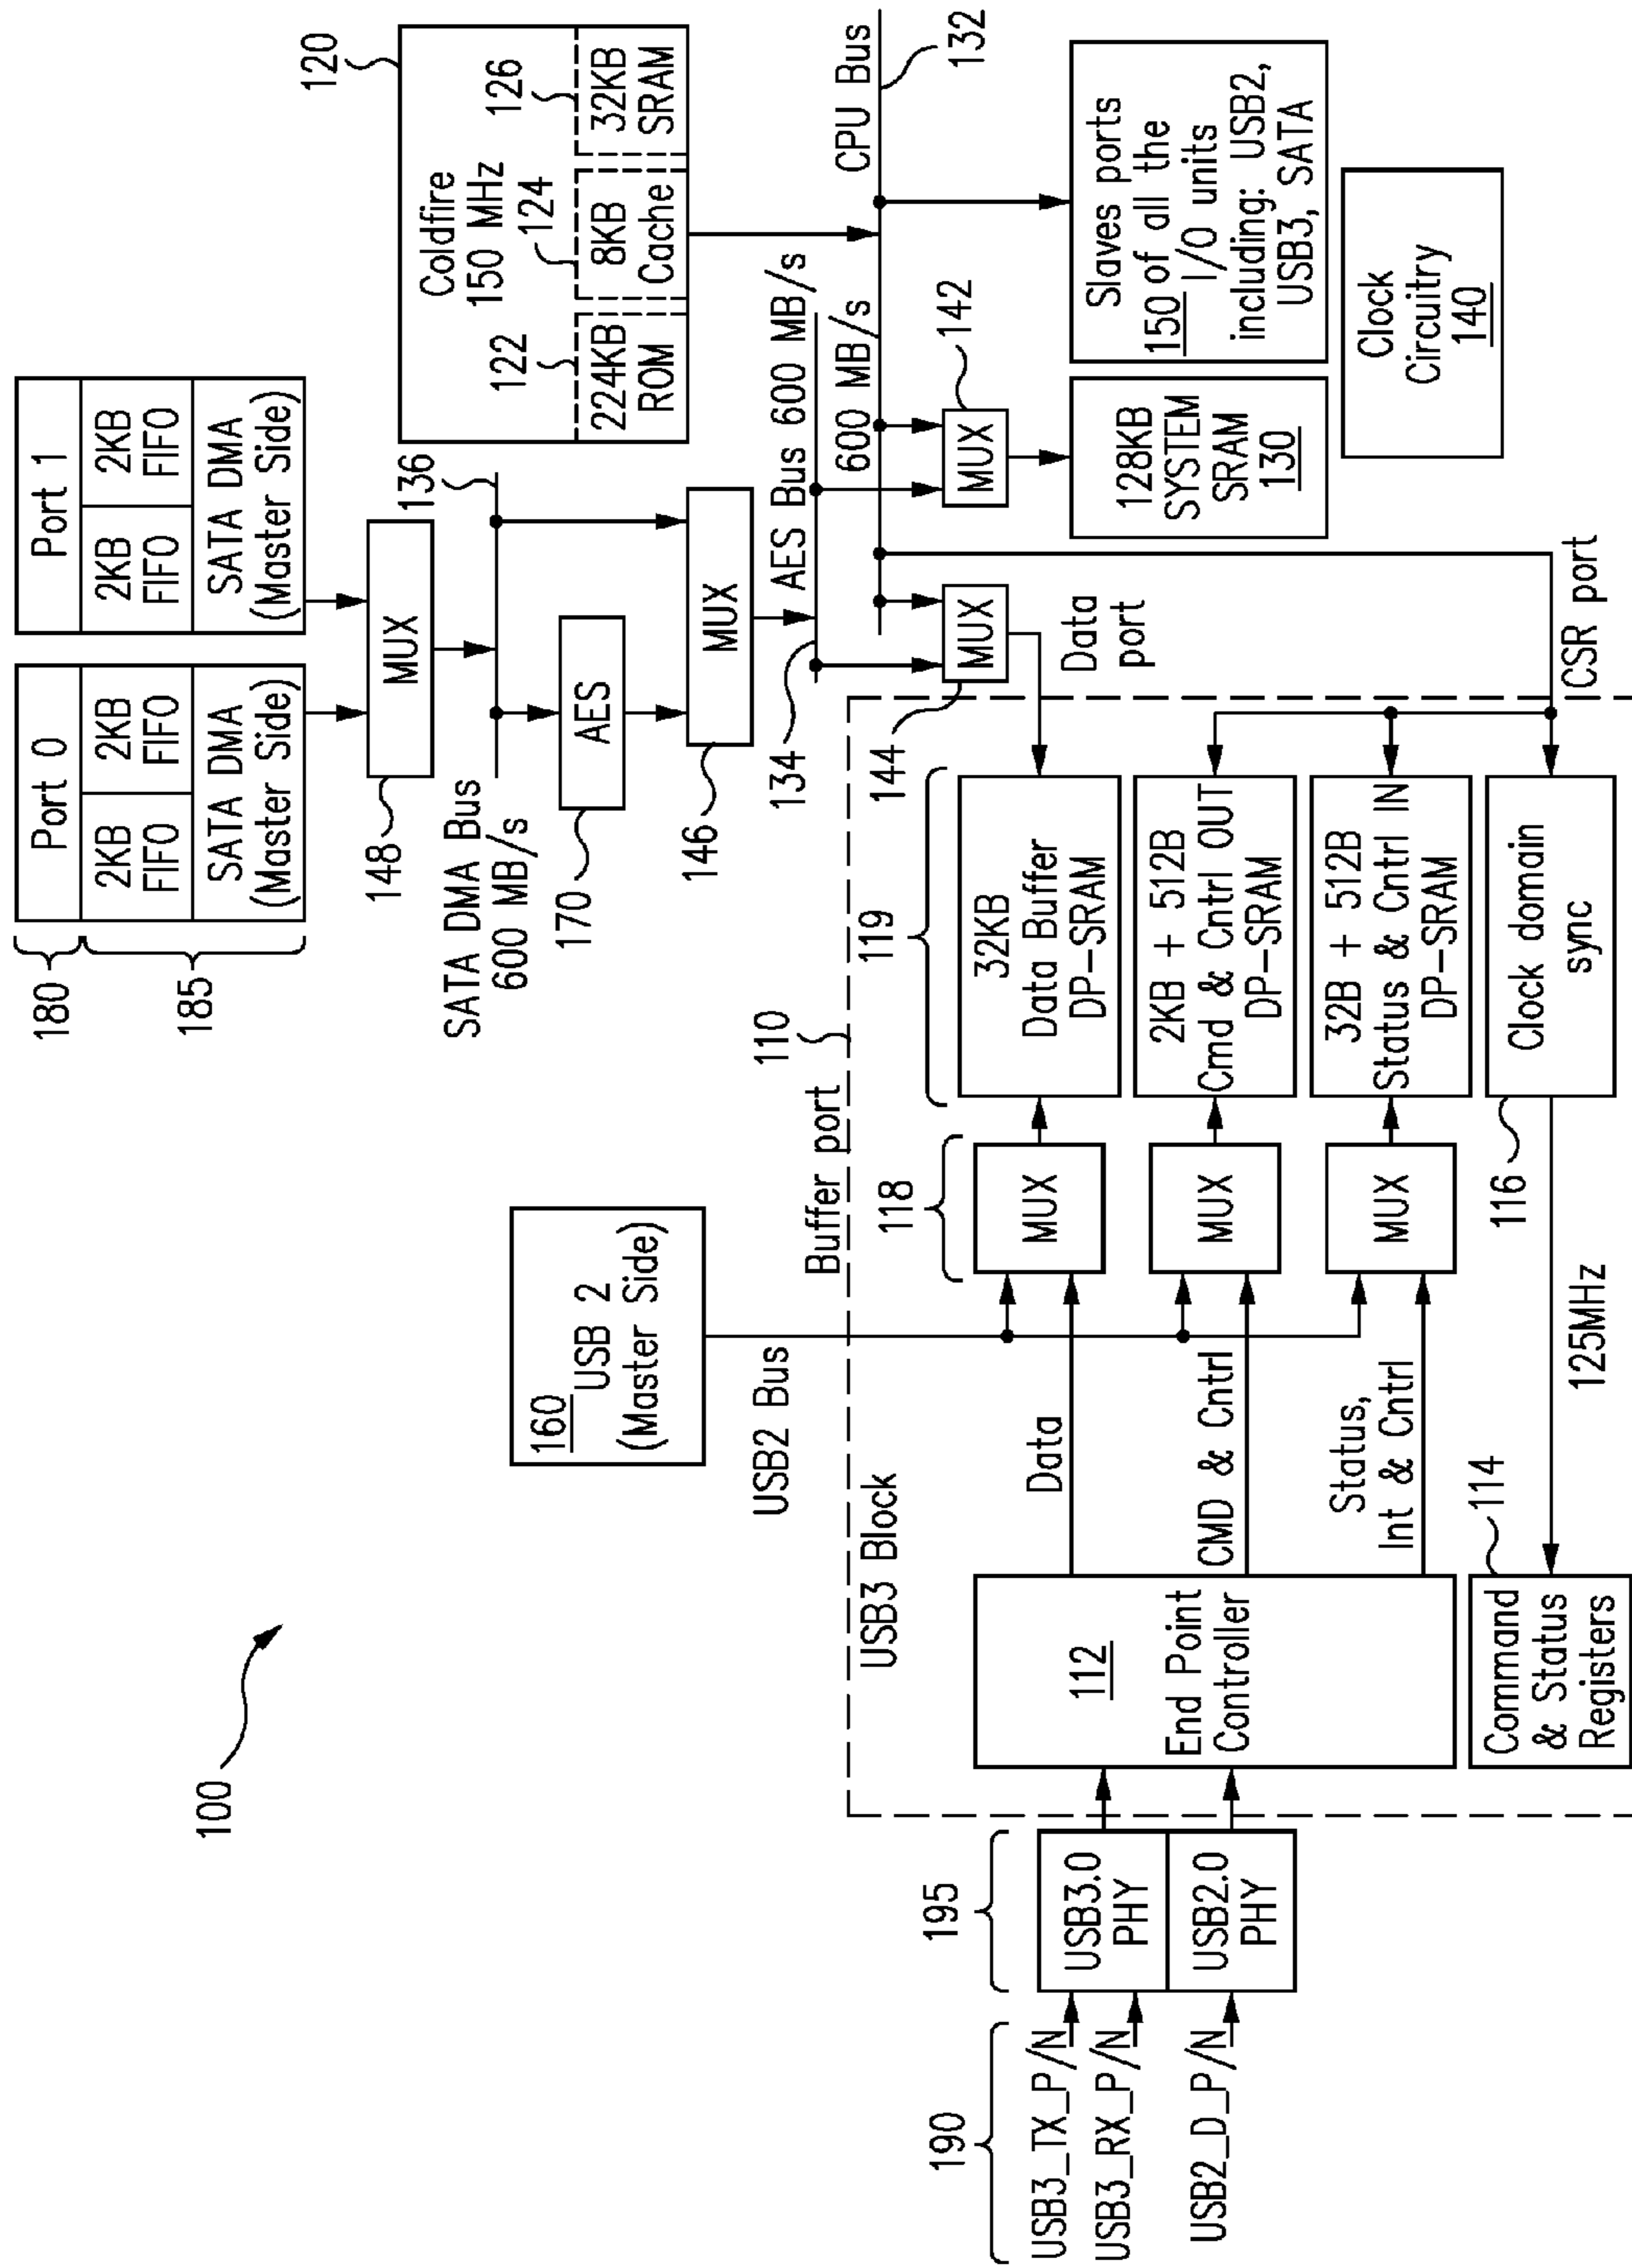 100
180
Port 0
Port 1
2KB FIFO
2KB FIFO
2KB FIFO
2KB FIFO
185
SATA DMA
(Master Side)
SATA DMA
(Master Side)
148
MUX
SATA DMA Bus
600 MB/s
136
170
AES
146
MUX
134
AES Bus 600 MB/s
120
Coldfire
150 MHz
122
124
126
224KB
ROM
8KB
Cache
32KB
SRAM
600 MB/s
CPU Bus
132
144
MUX
142
MUX
Data
port
128KB
SYSTEM
SRAM
130
Slaves ports
150 of all the
I/O units
including: USB2,
USB3, SATA
Clock
Circuitry
140
CSR port
160
USB 2
(Master Side)
USB2 Bus
Buffer port
110
USB3 Block
190
USB3_TX_P/N
USB3_RX_P/N
USB2_D_P/N
195
USB3.0
PHY
USB2.0
PHY
112
End Point
Controller
Data
CMD & Cntrl
Status,
Int & Cntrl
118
MUX
MUX
MUX
119
32KB
Data Buffer
DP-SRAM
2KB + 512B
Cmd & Cntrl OUT
DP-SRAM
32B + 512B
Status & Cntrl IN
DP-SRAM
114
Command
& Status
Registers
125MHz
116
Clock domain
sync